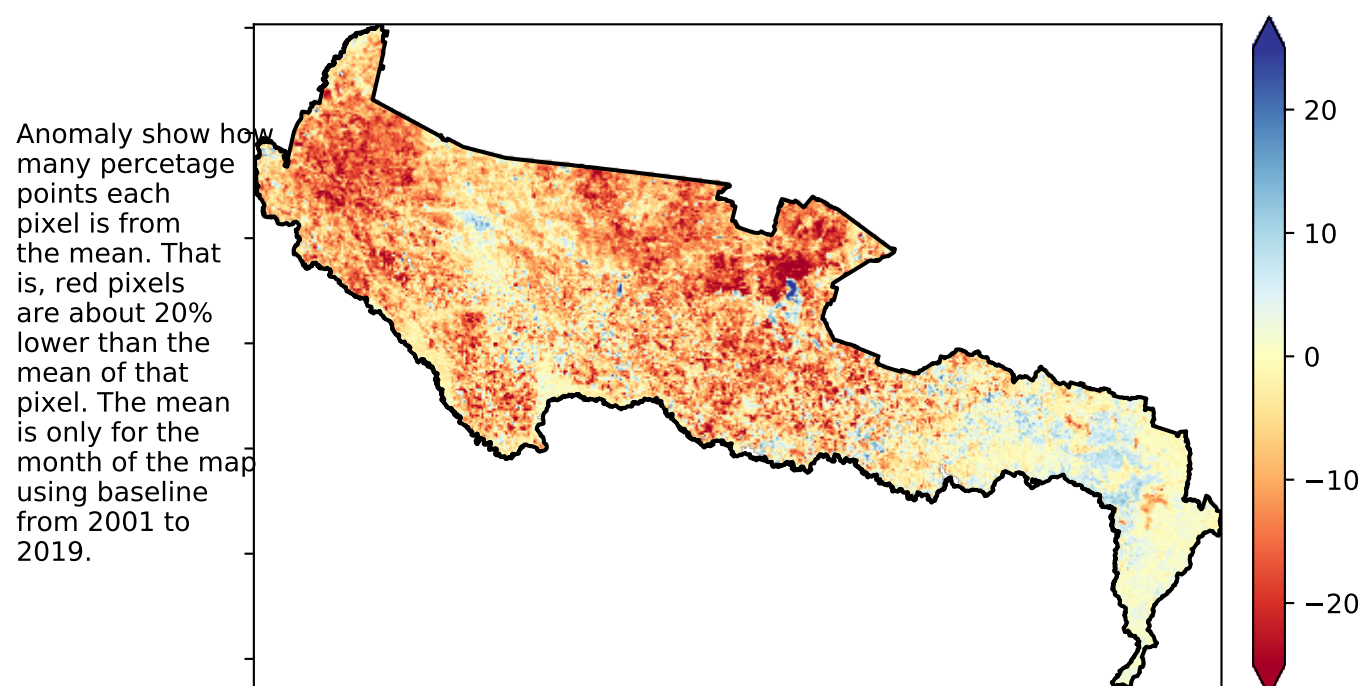 Anomaly show how
many percetage
points each
pixel is from
the mean. That
is, red pixels
are about 20%
lower than the
mean of that
pixel. The mean
is only for the
month of the map
using baseline
from 2001 to
2019.
20
10
0
−10
−20